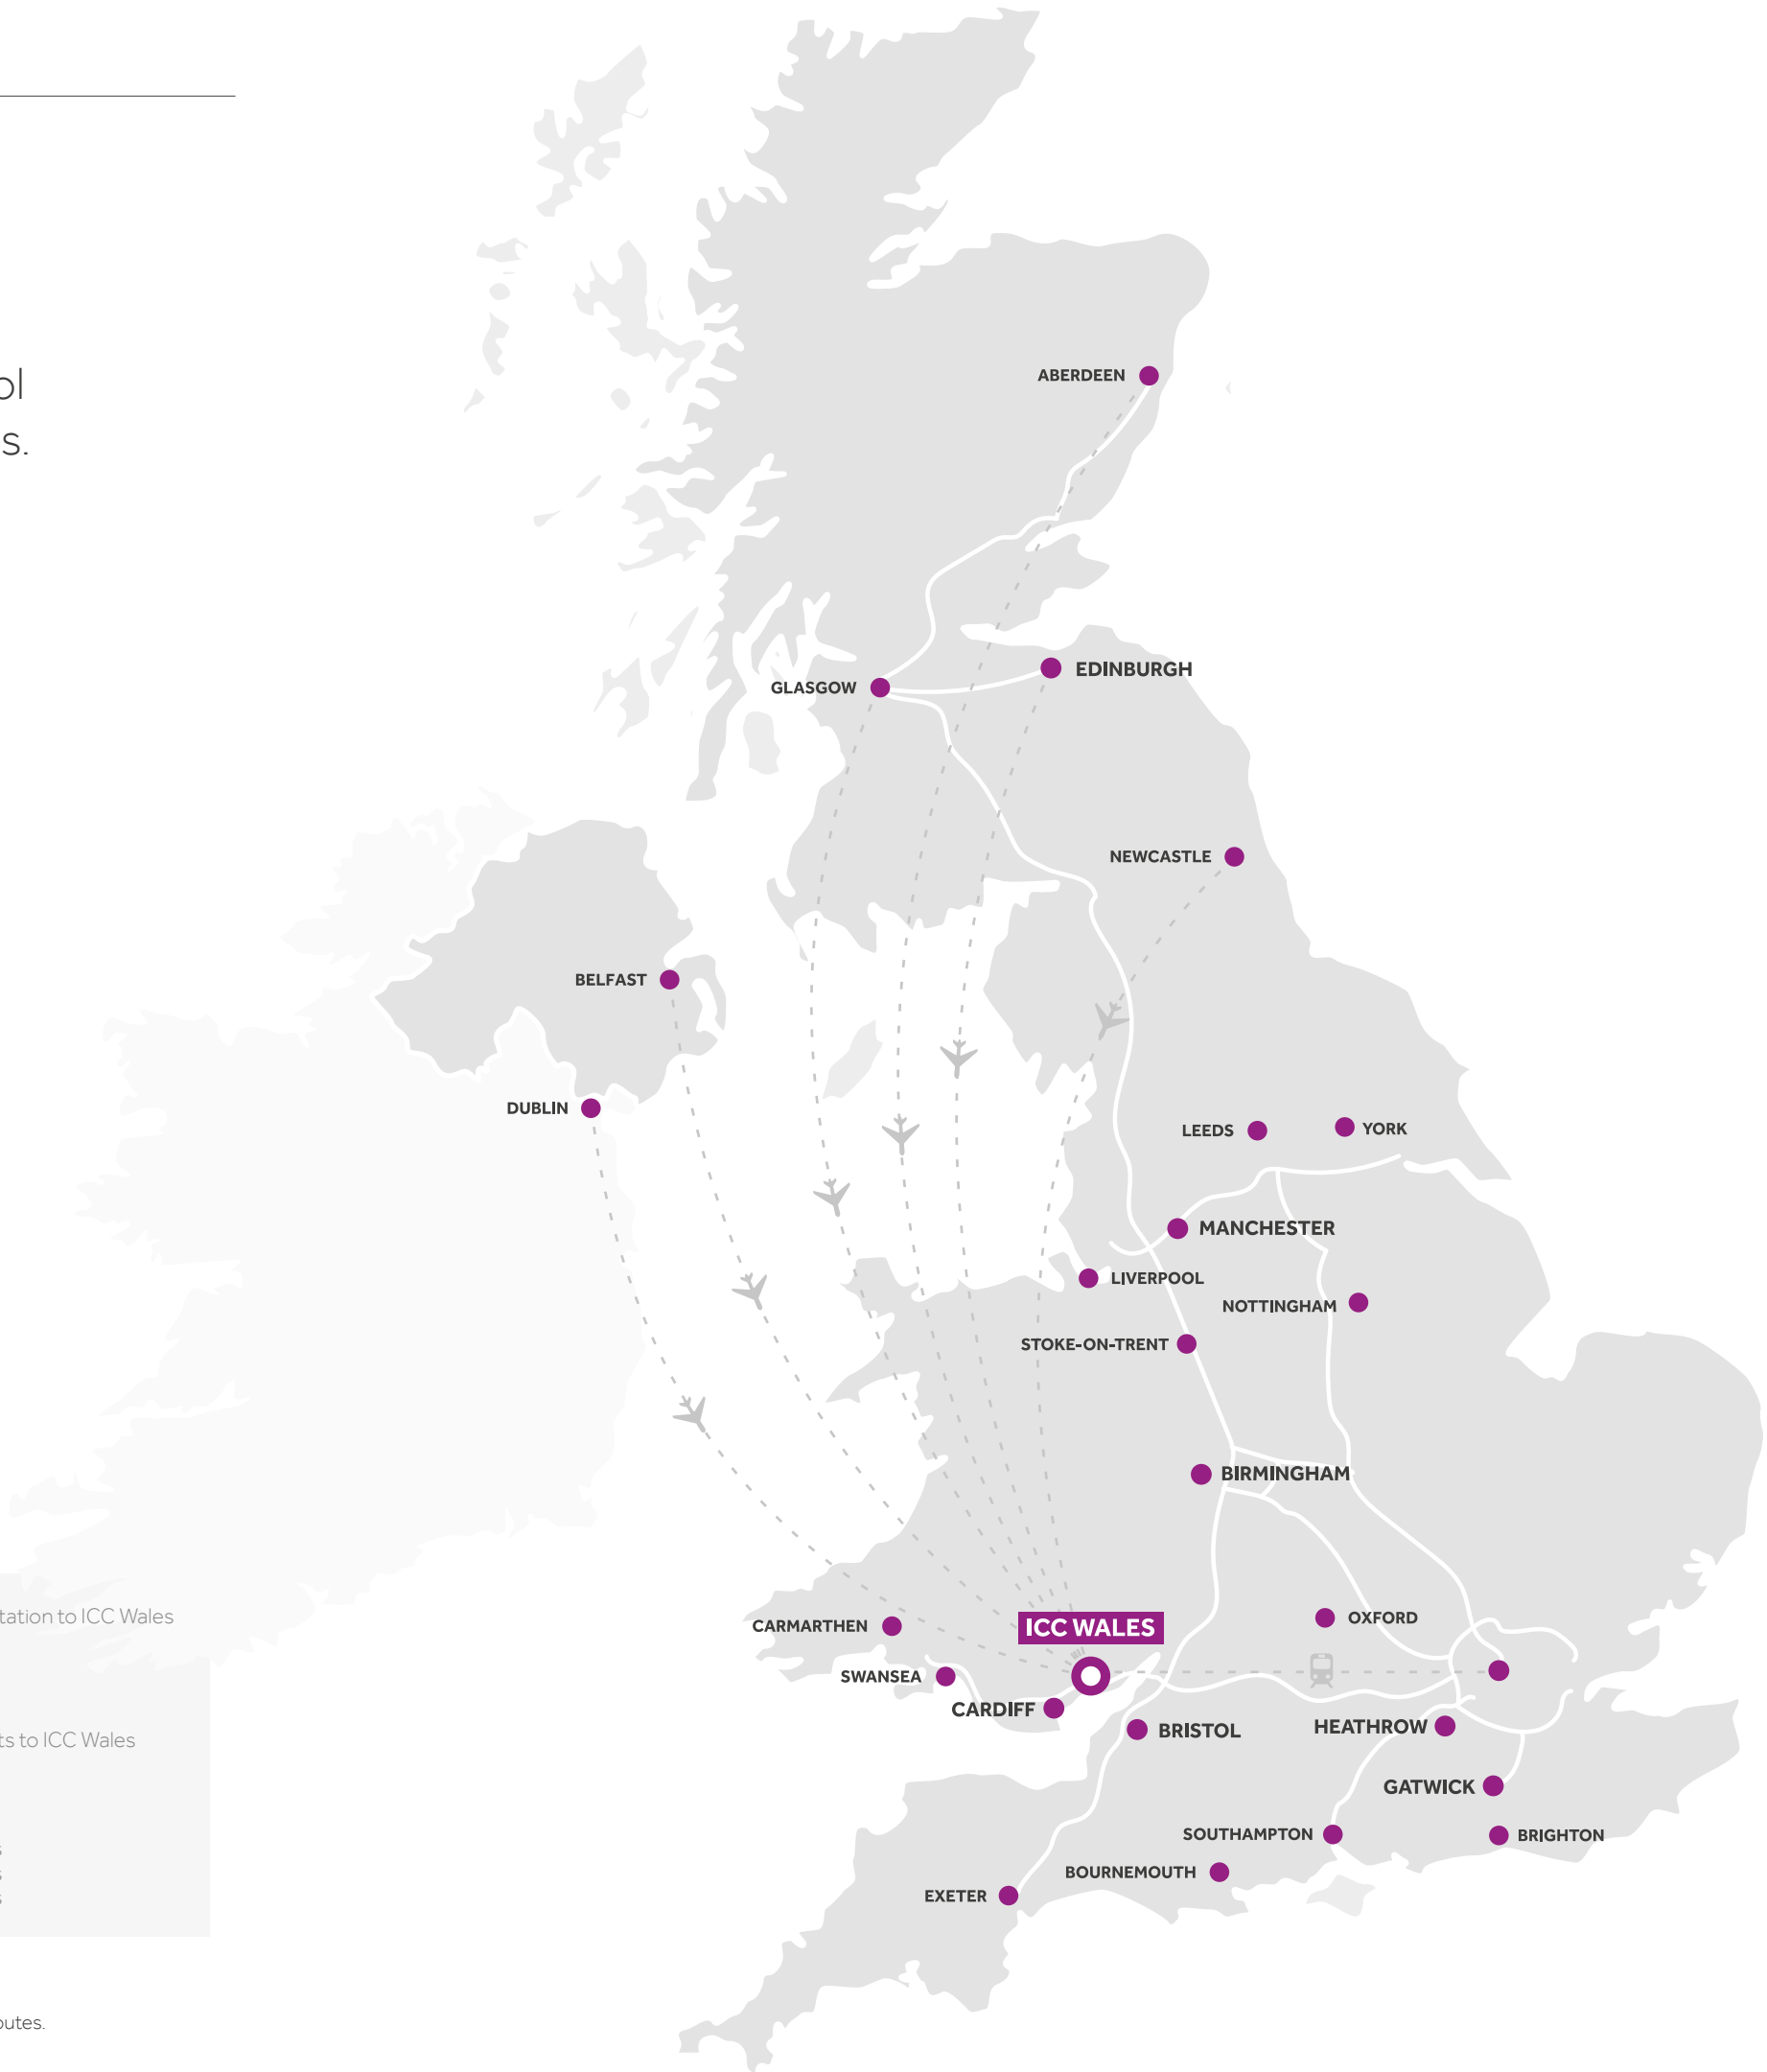 ol
s.
ABERDEEN
EDINBURGH
GLASGOW
NEWCASTLE
BELFAST
DUBLIN
LEEDS
YORK
MANCHESTER
LIVERPOOL
NOTTINGHAM
STOKE-ON-TRENT
BIRMINGHAM
tation to ICC Wales
CARMARTHEN
ICC WALES
OXFORD
SWANSEA
CARDIFF
BRISTOL
HEATHROW
ts to ICC Wales
GATWICK
SOUTHAMPTON
BRIGHTON
s
BOURNEMOUTH
s
EXETER
s
outes.